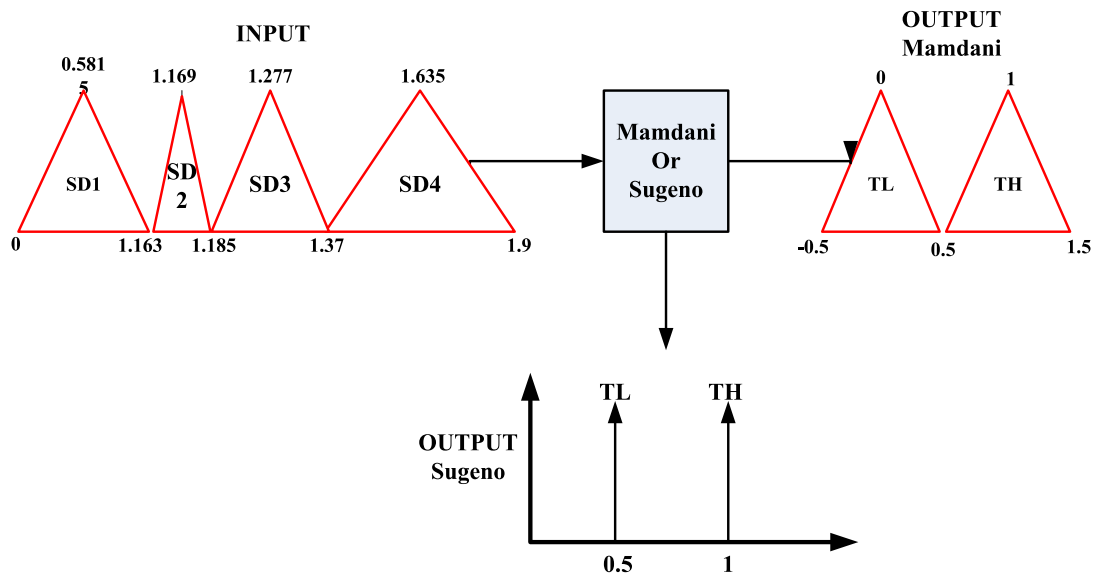 INPUT
0.581
5
1.169
1.277
1.635
SD1
SD
2
SD3
SD4
0
1.163
1.185
1.37
1.9
Mamdani
Or
Sugeno
OUTPUT
Mamdani
0
1
TL
TH
-0.5
0.5
1.5
OUTPUT
Sugeno
TL
TH
0.5
1